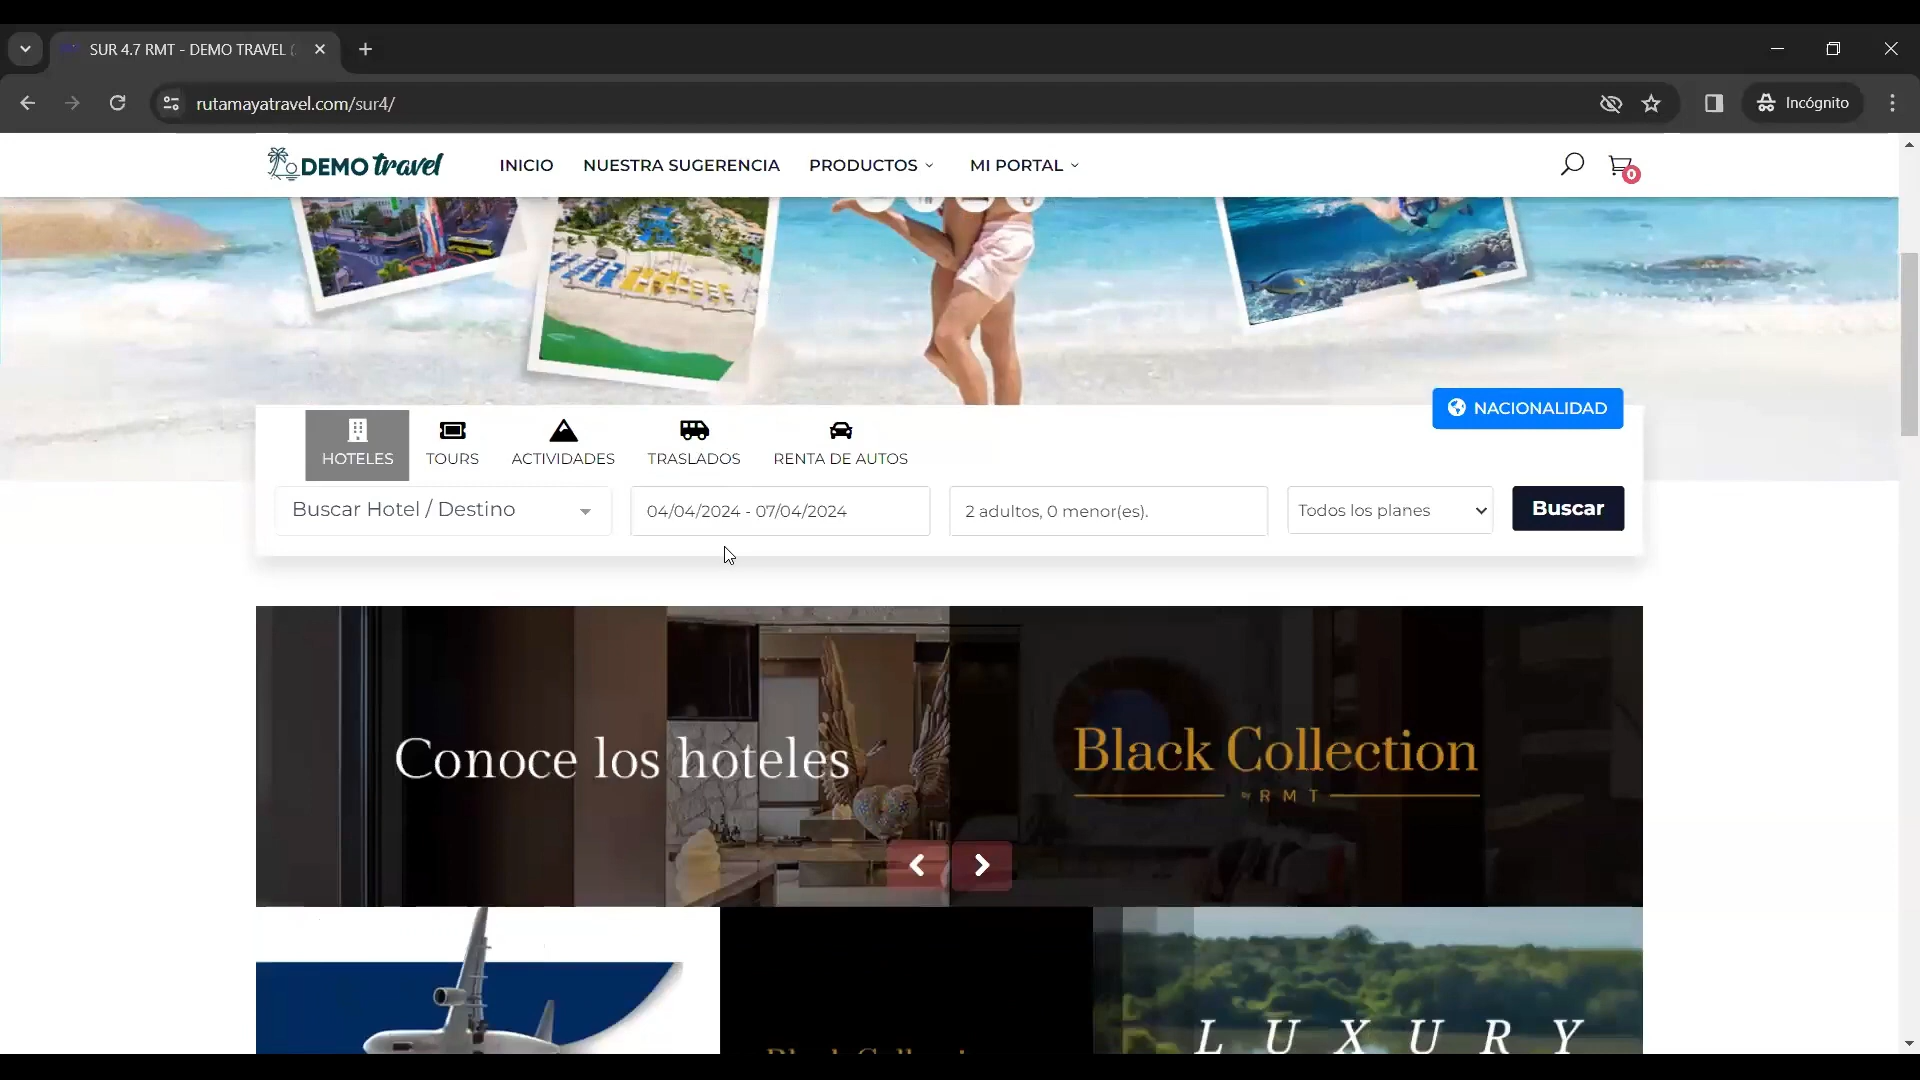 SUR 4.7 RMT - DEMO TRAVEL
rutamayatravel.com/sur4/
Incógnito
DEMO travel
INICIO
NUESTRA SUGERENCIA
PRODUCTOS
MI PORTAL
0
NACIONALIDAD
HOTELES
TOURS
ACTIVIDADES
TRASLADOS
RENTA DE AUTOS
Buscar Hotel / Destino
04/04/2024 - 07/04/2024
2 adultos, 0 menor(es).
Todos los planes
Buscar
Conoce los hoteles
Black Collection
by RMT
LUXURY